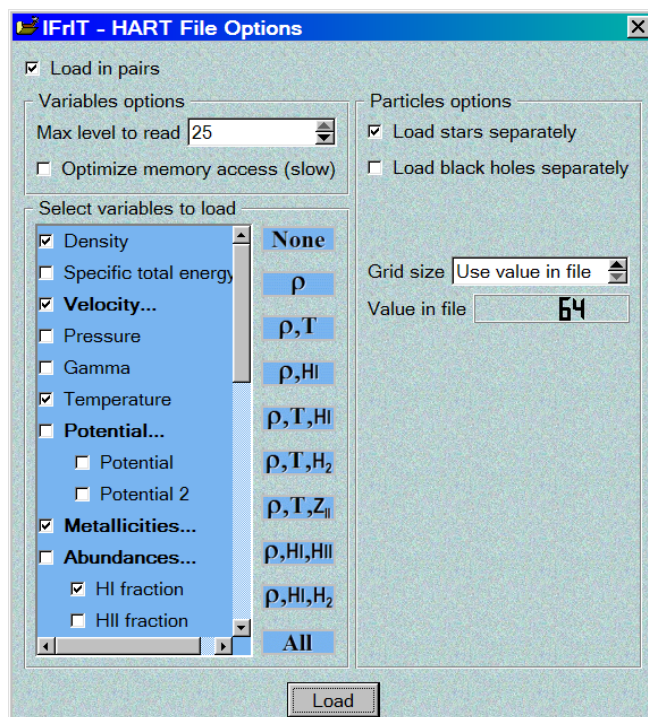 IFrIT - HART File Options
Load in pairs
Variables options
Max level to read 25
Optimize memory access (slow)
Select variables to load
Density
Specific total energy
Velocity...
Pressure
Gamma
Temperature
Potential...
Potential
Potential 2
Metallicities...
Abundances...
HI fraction
HII fraction
None
ρ
ρ,T
ρ,HI
ρ,T,HI
ρ,T,H₂
ρ,T,Z_II
ρ,HI,HII
ρ,HI,H₂
All
Particles options
Load stars separately
Load black holes separately
Grid size Use value in file
Value in file 64
Load